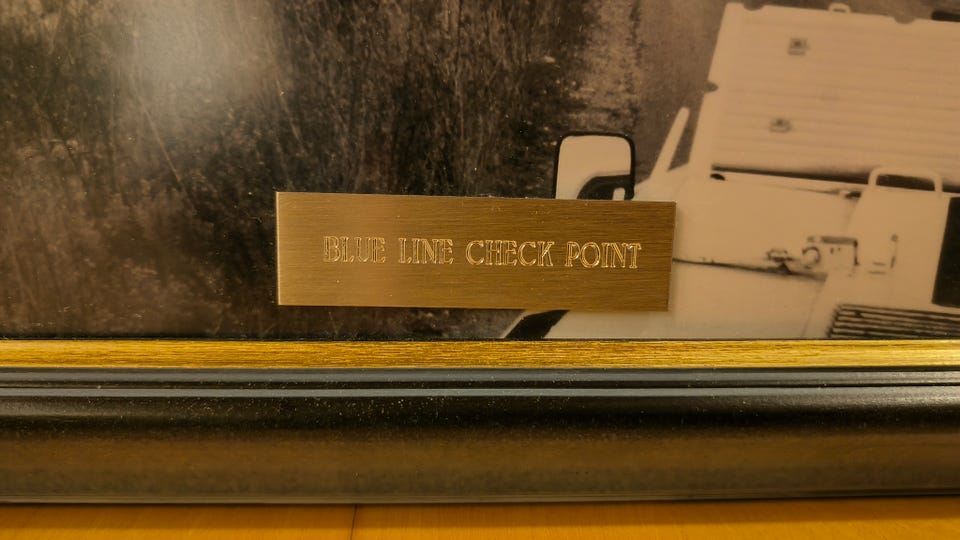 BLUE LINE CHECK POINT